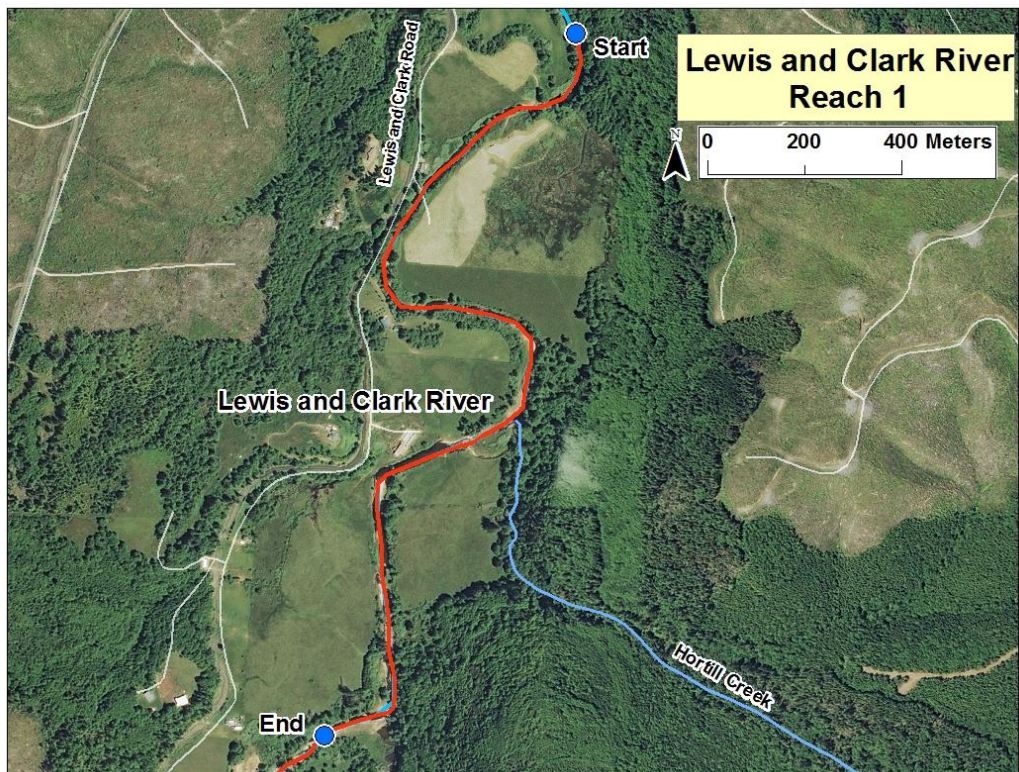 Start
Lewis and Clark River
Reach 1
N
0 200 400 Meters
Lewis and Clark Road
Lewis and Clark River
Hortill Creek
End